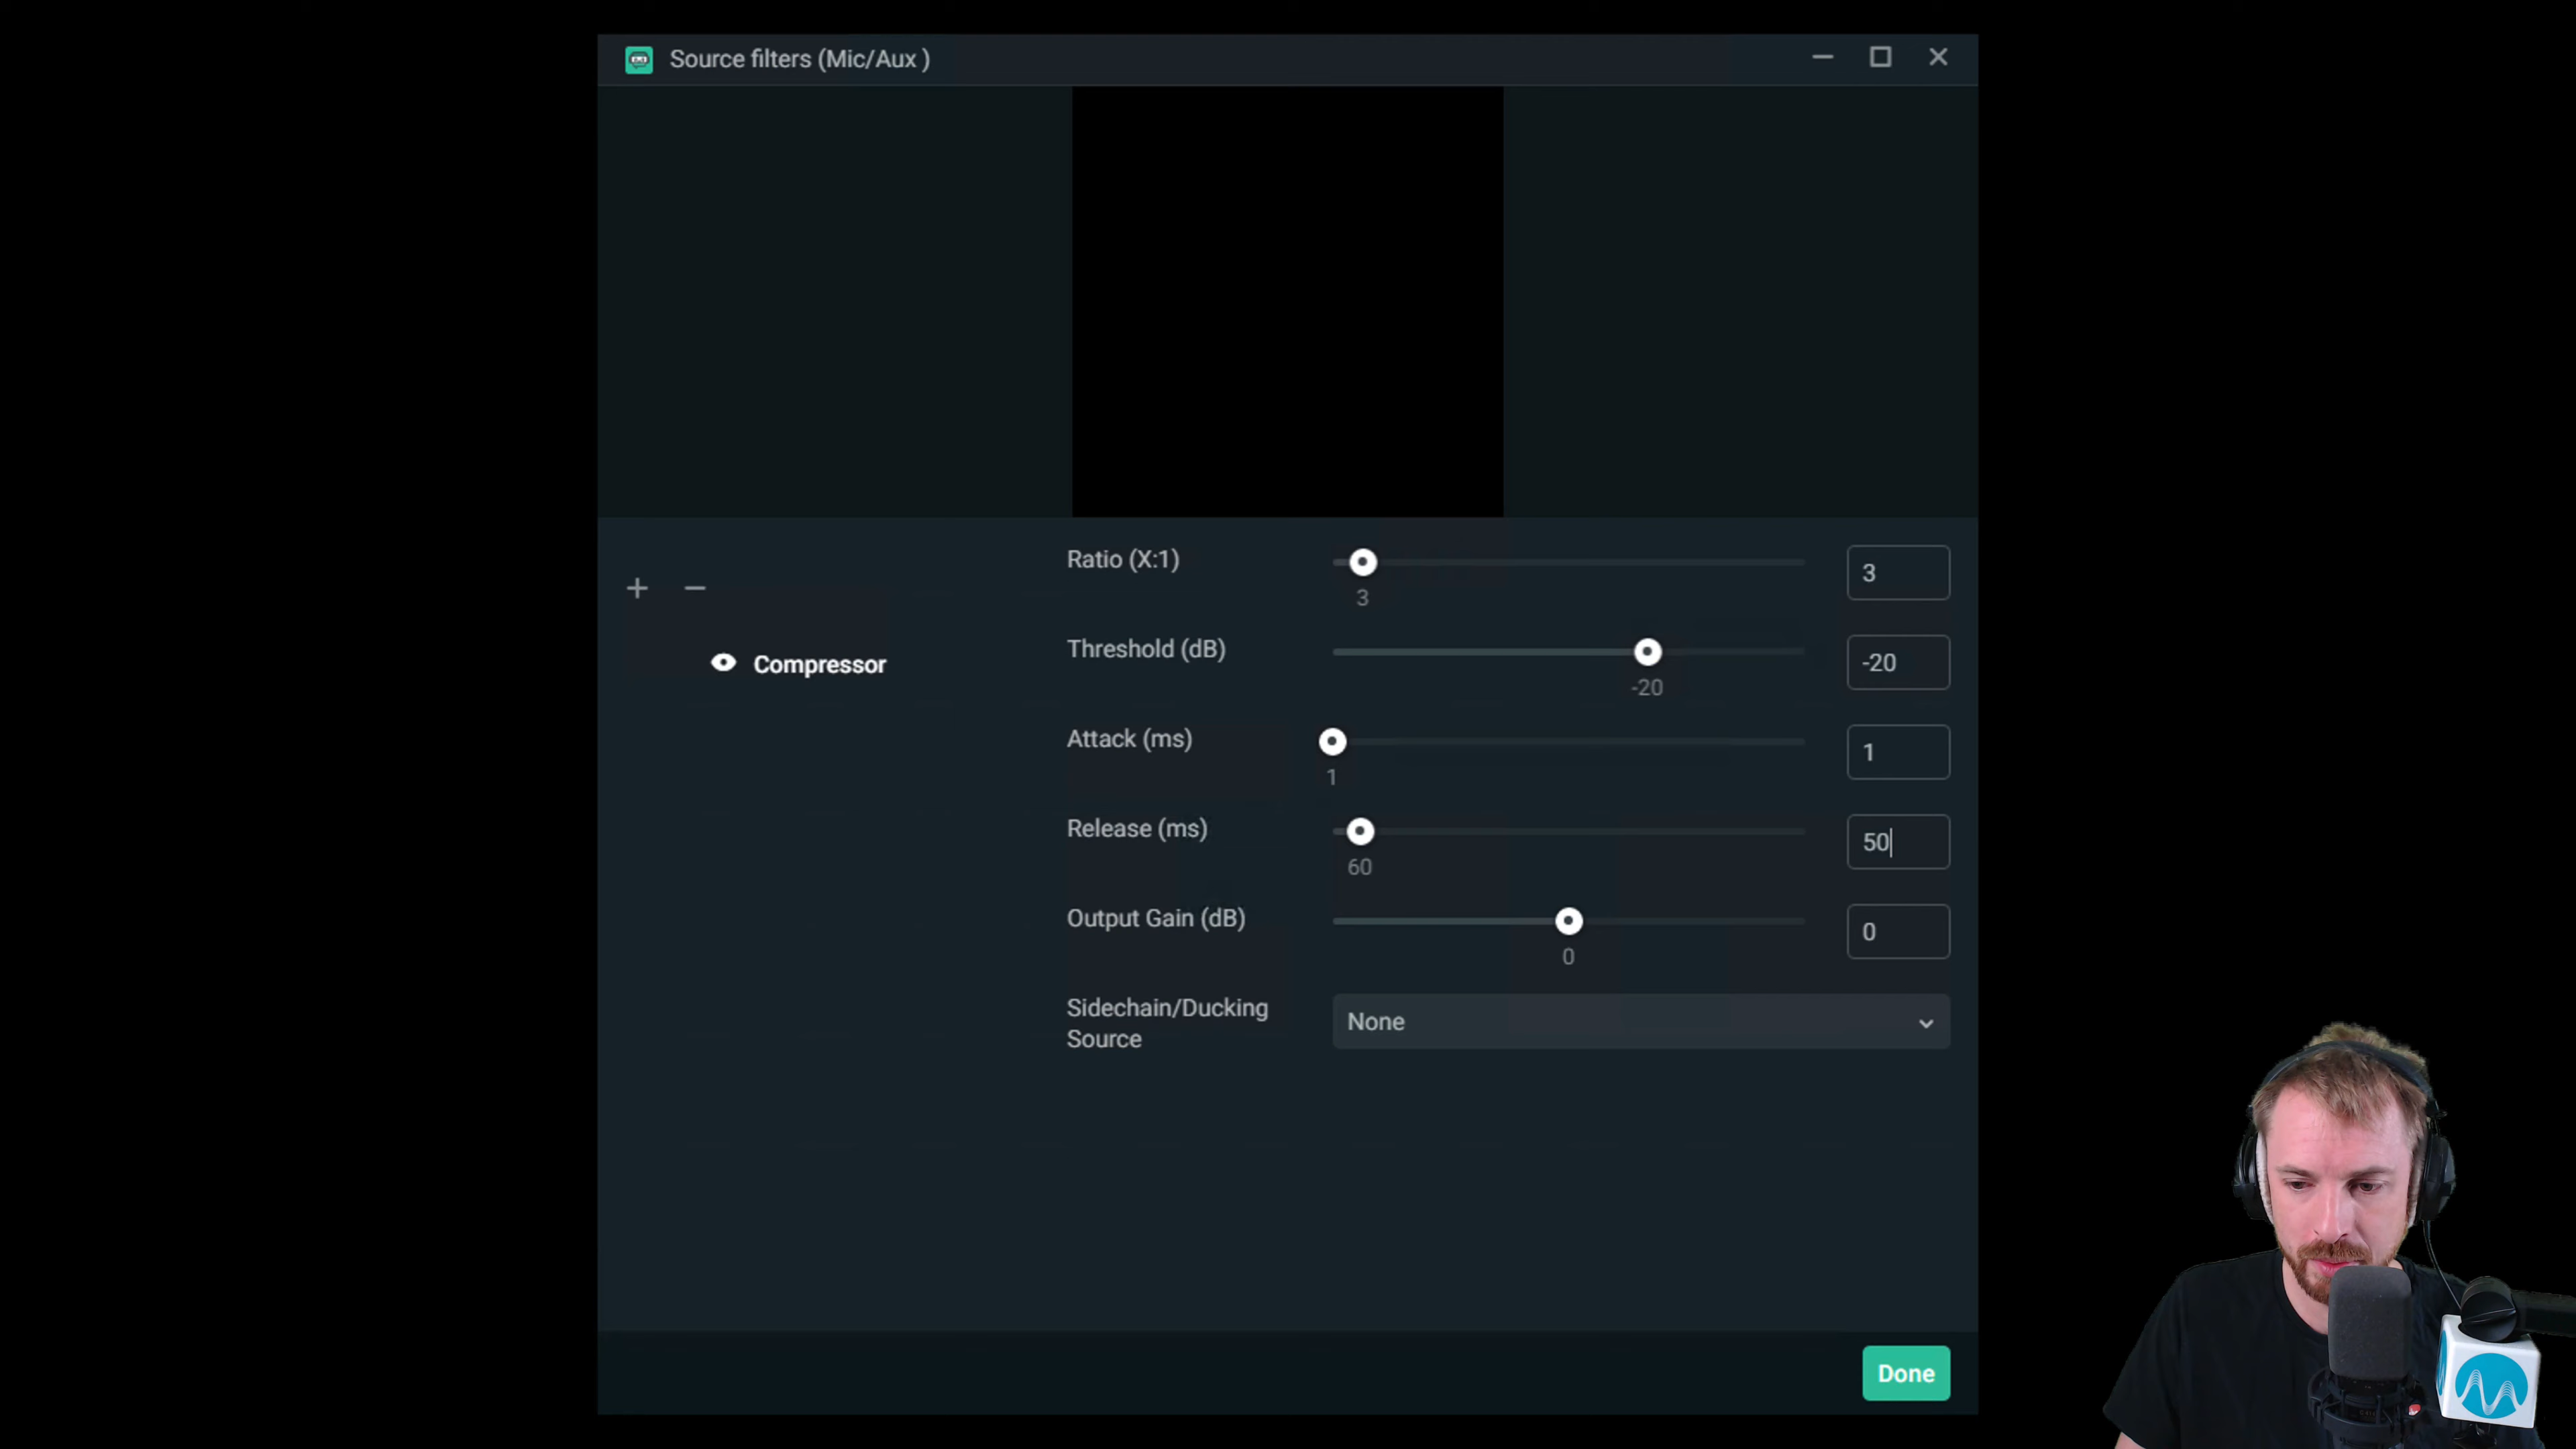 Source filters (Mic/Aux )
Ratio (X:1)
3
3
Compressor
Threshold (dB)
-20
-20
Attack (ms)
1
1
Release (ms)
60
50
Output Gain (dB)
0
0
Sidechain/Ducking
Source
None
Done